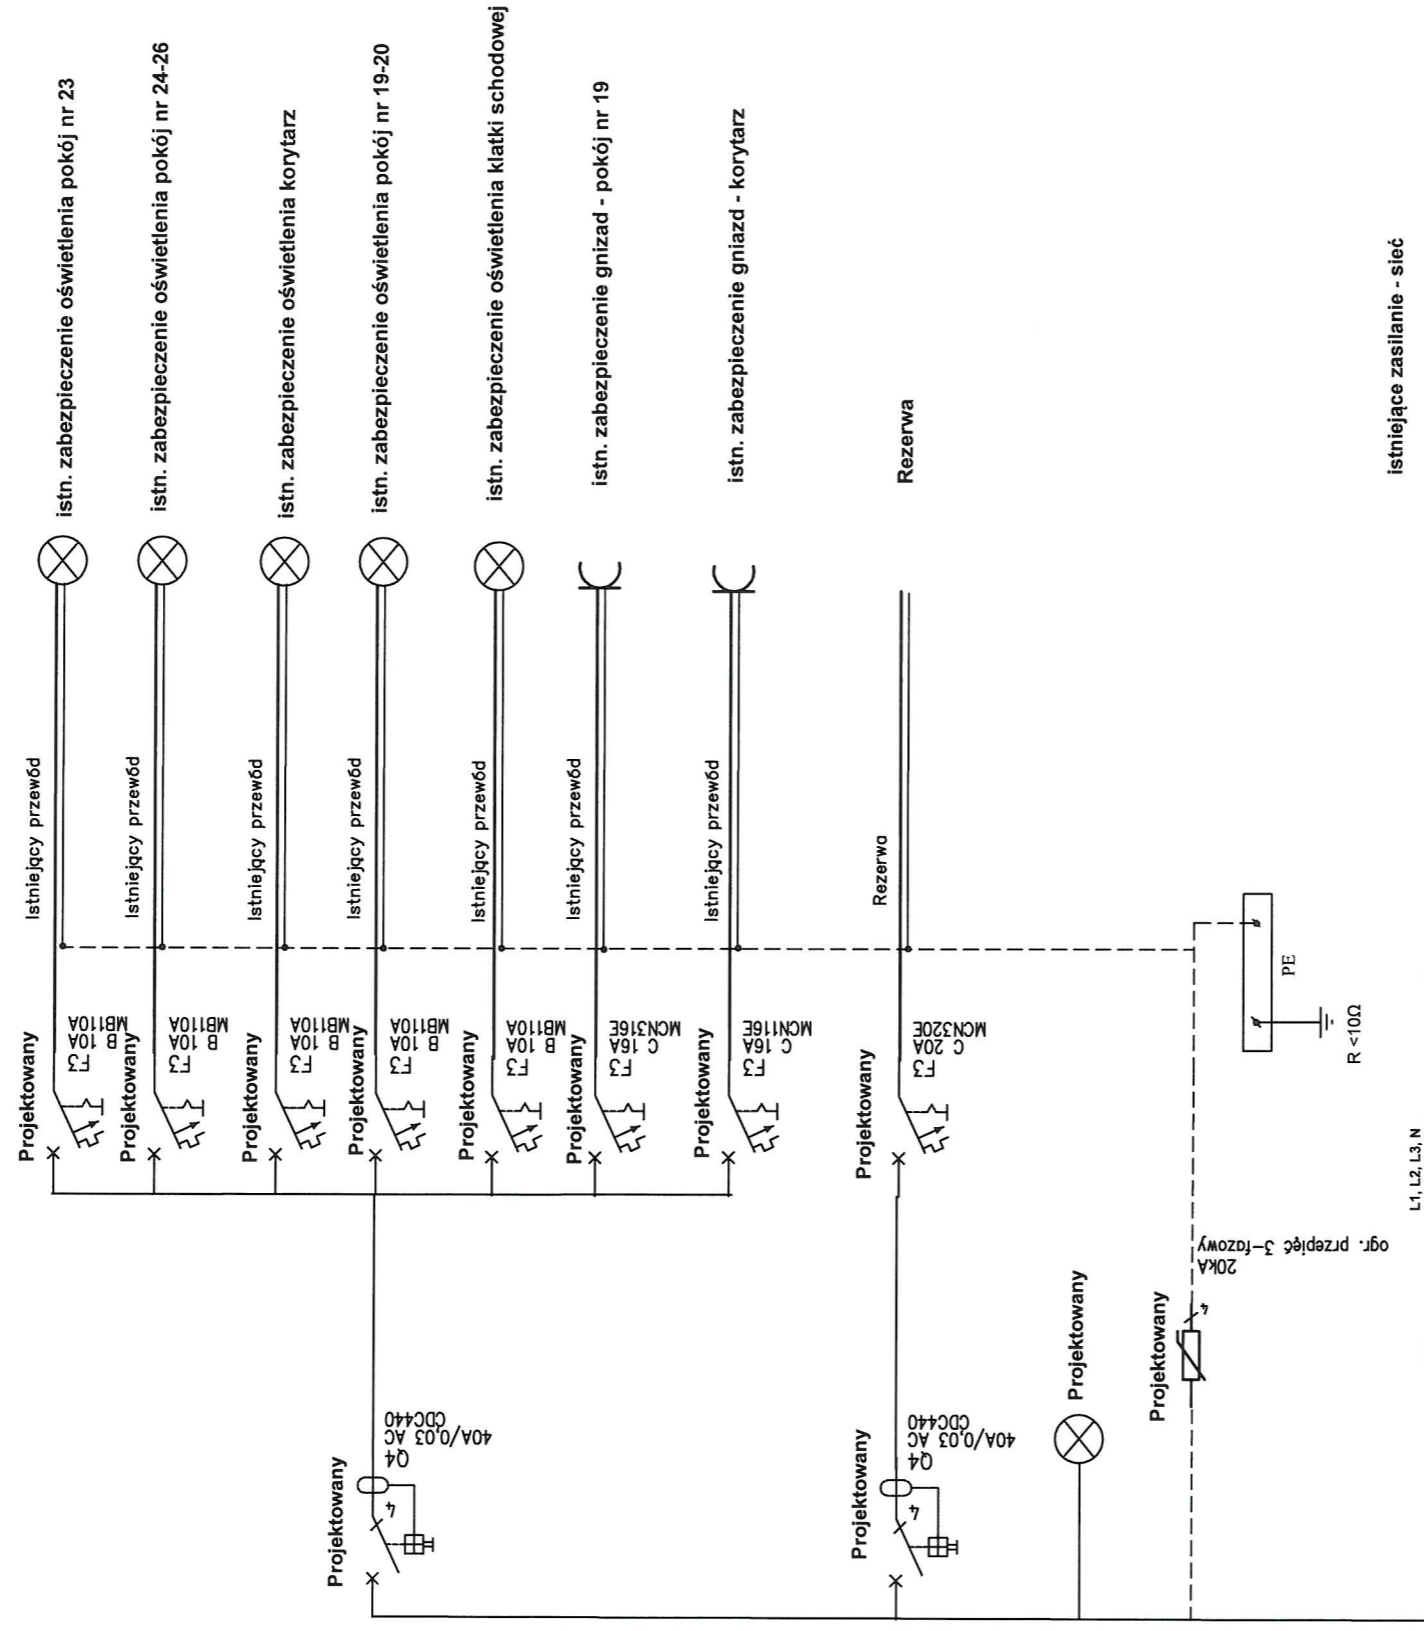 istn. zabezpieczenie oświetlenia pokój nr 23
Istniejący przewód
Projektowany
F3
B 10A
MB110A
istn. zabezpieczenie oświetlenia pokój nr 24-26
Istniejący przewód
Projektowany
F3
B 10A
MB110A
istn. zabezpieczenie oświetlenia korytarz
Istniejący przewód
Projektowany
F3
B 10A
MB110A
istn. zabezpieczenie oświetlenia pokój nr 19-20
Istniejący przewód
Projektowany
F3
B 10A
MB110A
istn. zabezpieczenie oświetlenia klatki schodowej
Istniejący przewód
Projektowany
F3
B 10A
MB110A
istn. zabezpieczenie gnizad - pokój nr 19
Istniejący przewód
Projektowany
F3
C 16A
MCN316E
istn. zabezpieczenie gniazd - korytarz
Istniejący przewód
Projektowany
F3
C 16A
MCN116E
Rezerwa
Rezerwa
Projektowany
F3
C 20A
MCN320E
Projektowany
4
Q4
40A/0,03 AC
CDC440
Projektowany
4
Q4
40A/0,03 AC
CDC440
Projektowany
Projektowany
4
20kA
ogr. przepięć 3-fazowy
PE
R <10Ω
istniejące zasilanie - sieć
L1, L2, L3, N